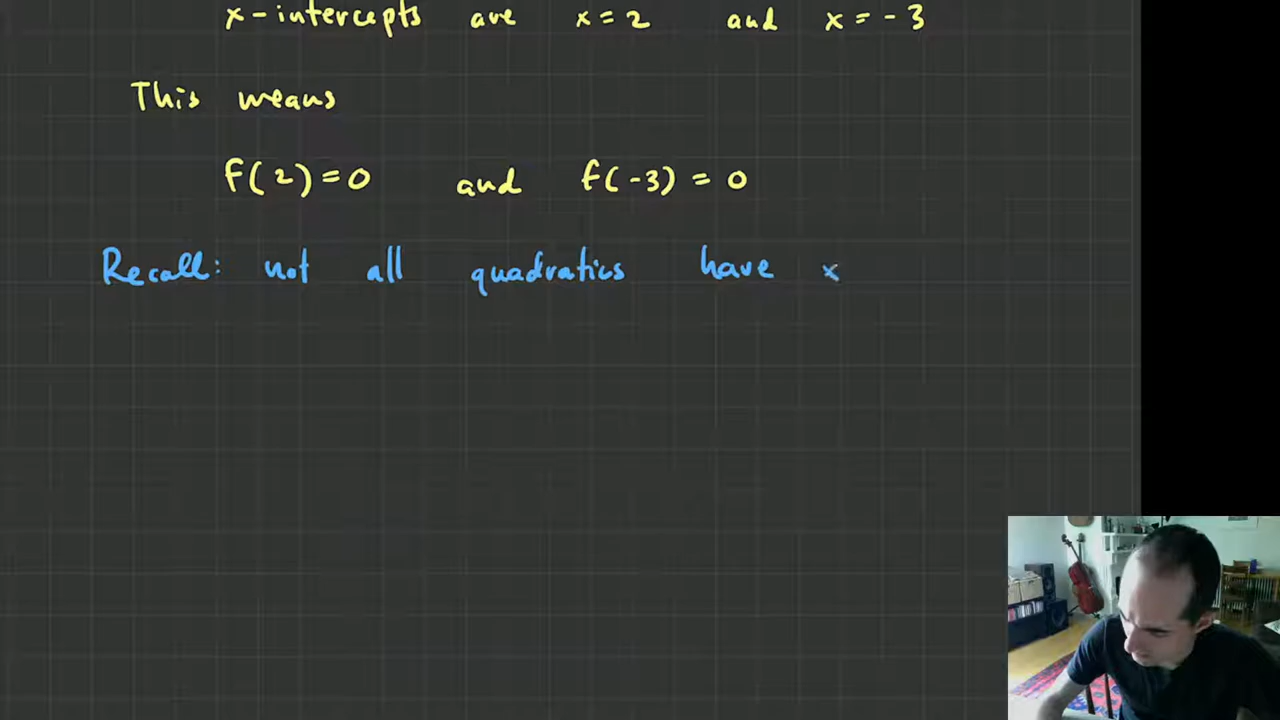 x-intercepts are x = 2 and x = -3
This means
f(2) = 0 and f(-3) = 0
Recall: not all quadratics have x